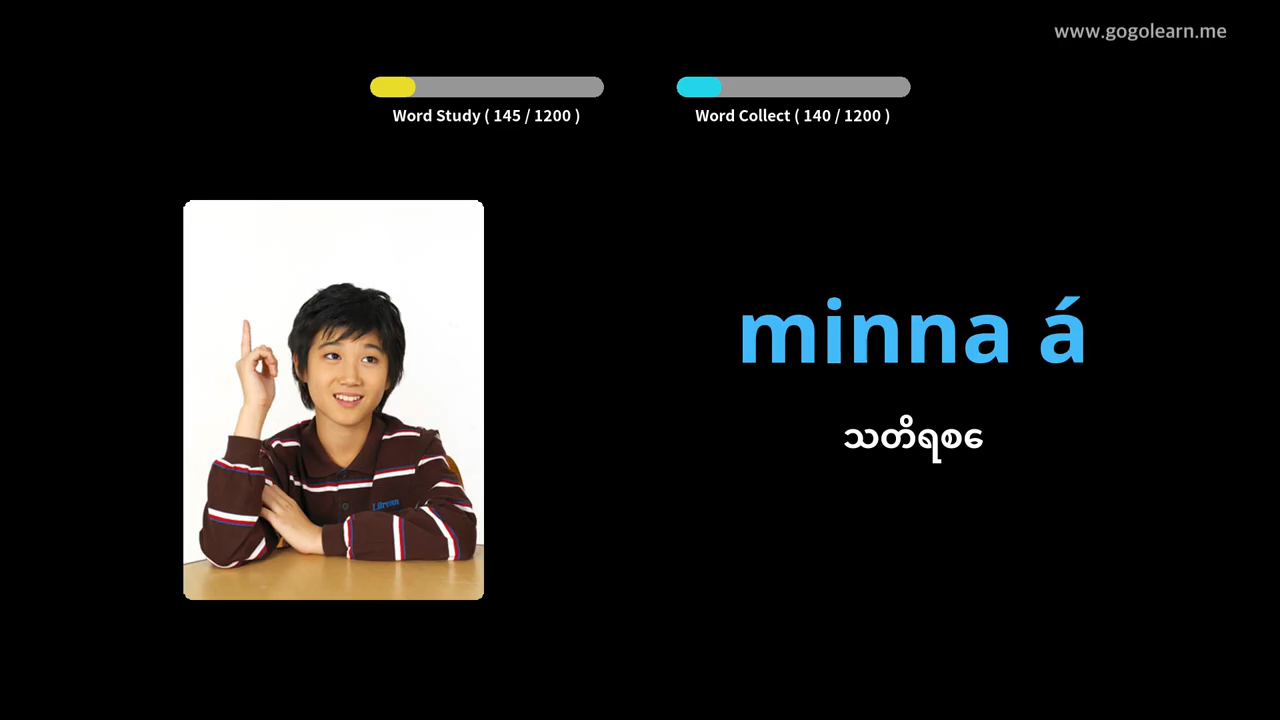 www.gogolearn.me
Word Study ( 145 / 1200 )
Word Collect ( 140 / 1200 )
minna á
သတိရစေ